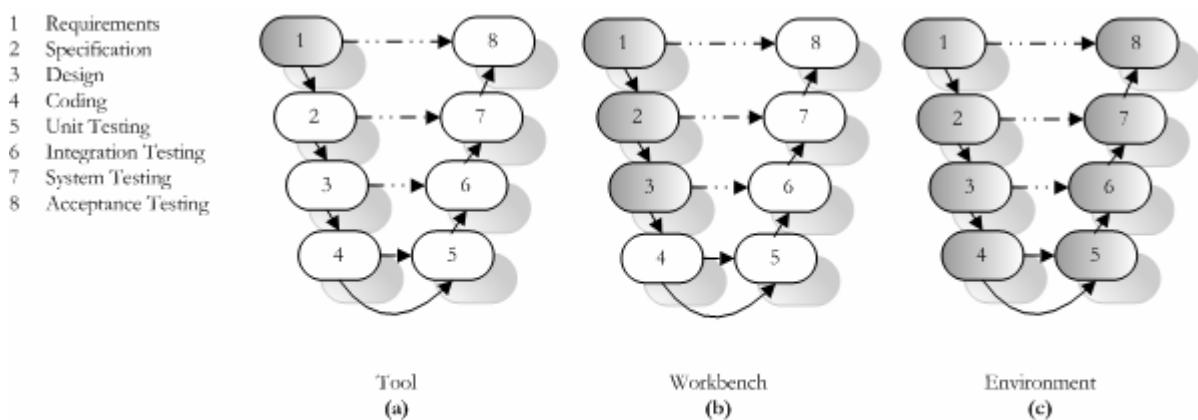 1 Requirements
2 Specification
3 Design
4 Coding
5 Unit Testing
6 Integration Testing
7 System Testing
8 Acceptance Testing
1 8
2 7
3 6
4 5
Tool
(a)
1 8
2 7
3 6
4 5
Workbench
(b)
1 8
2 7
3 6
4 5
Environment
(c)